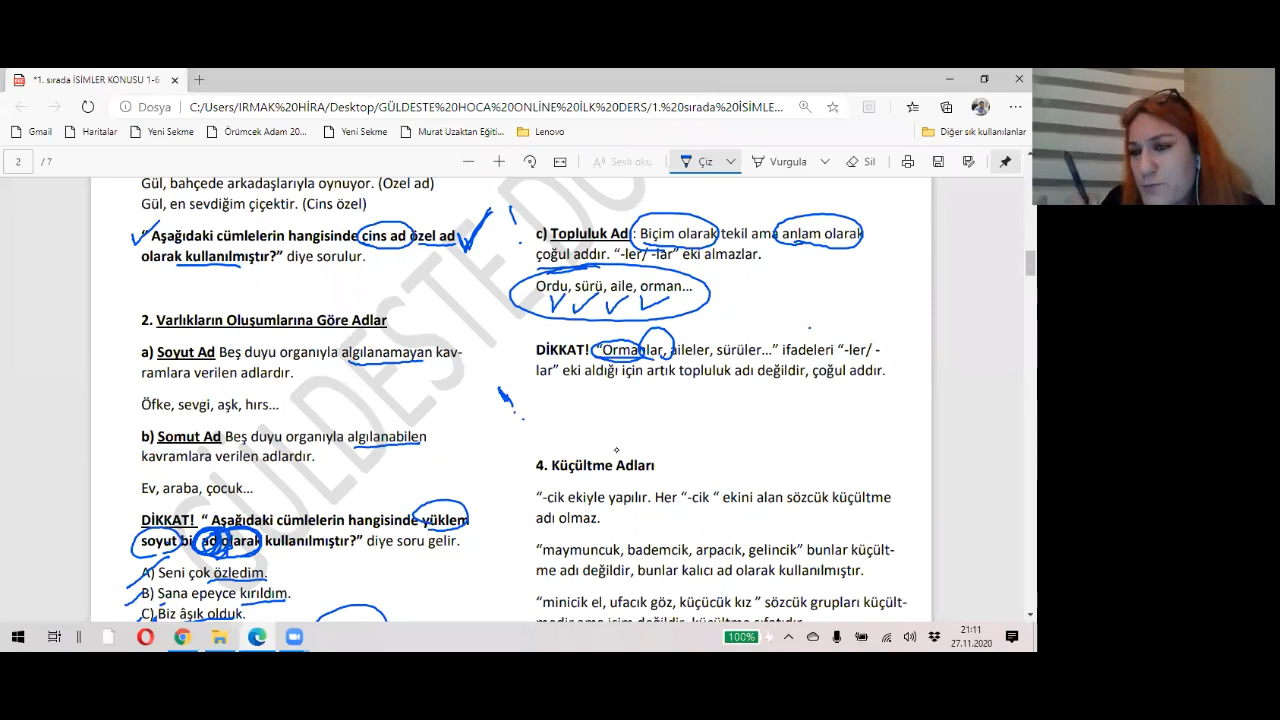 *1. sırada İSİMLER KONUSU 1-6
Dosya C:/Users/IRMAK%20HİRA/Desktop/GÜLDESTE%20HOCA%20ONLİNE%20İLK%20DERS/1.%20sırada%20İSİMLE...
Gmail Haritalar Yeni Sekme Örümcek Adam 20... Yeni Sekme Murat Uzaktan Eğiti... Lenovo Diğer sık kullanılanlar
2 /7 Sesli oku Çiz Vurgula Sil
Gül, bahçede arkadaşlarıyla oynuyor. (Özel ad)
Gül, en sevdiğim çiçektir. (Cins özel)
“ Aşağıdaki cümlelerin hangisinde cins ad özel ad
olarak kullanılmıştır?” diye sorulur.
2. Varlıkların Oluşumlarına Göre Adlar
a) Soyut Ad Beş duyu organıyla algılanamayan kav-
ramlara verilen adlardır.
Öfke, sevgi, aşk, hırs...
b) Somut Ad Beş duyu organıyla algılanabilen
kavramlara verilen adlardır.
Ev, araba, çocuk...
DİKKAT! “ Aşağıdaki cümlelerin hangisinde yüklem
soyut bir ad olarak kullanılmıştır?” diye soru gelir.
A) Seni çok özledim.
B) Sana epeyce kırıldım.
C) Biz âşık olduk.
c) Topluluk Ad : Biçim olarak tekil ama anlam olarak
çoğul addır. “-ler/ -lar” eki almazlar.
Ordu, sürü, aile, orman...
DİKKAT! “Ormanlar, aileler, sürüler...” ifadeleri “-ler/ -
lar” eki aldığı için artık topluluk adı değildir, çoğul addır.
4. Küçültme Adları
“-cik ekiyle yapılır. Her “-cik “ ekini alan sözcük küçültme
adı olmaz.
“maymuncuk, bademcik, arpacık, gelincik” bunlar küçült-
me adı değildir, bunlar kalıcı ad olarak kullanılmıştır.
“minicik el, ufacık göz, küçücük kız ” sözcük grupları küçült-
GÜLDESTE
100% 21:11
27.11.2020